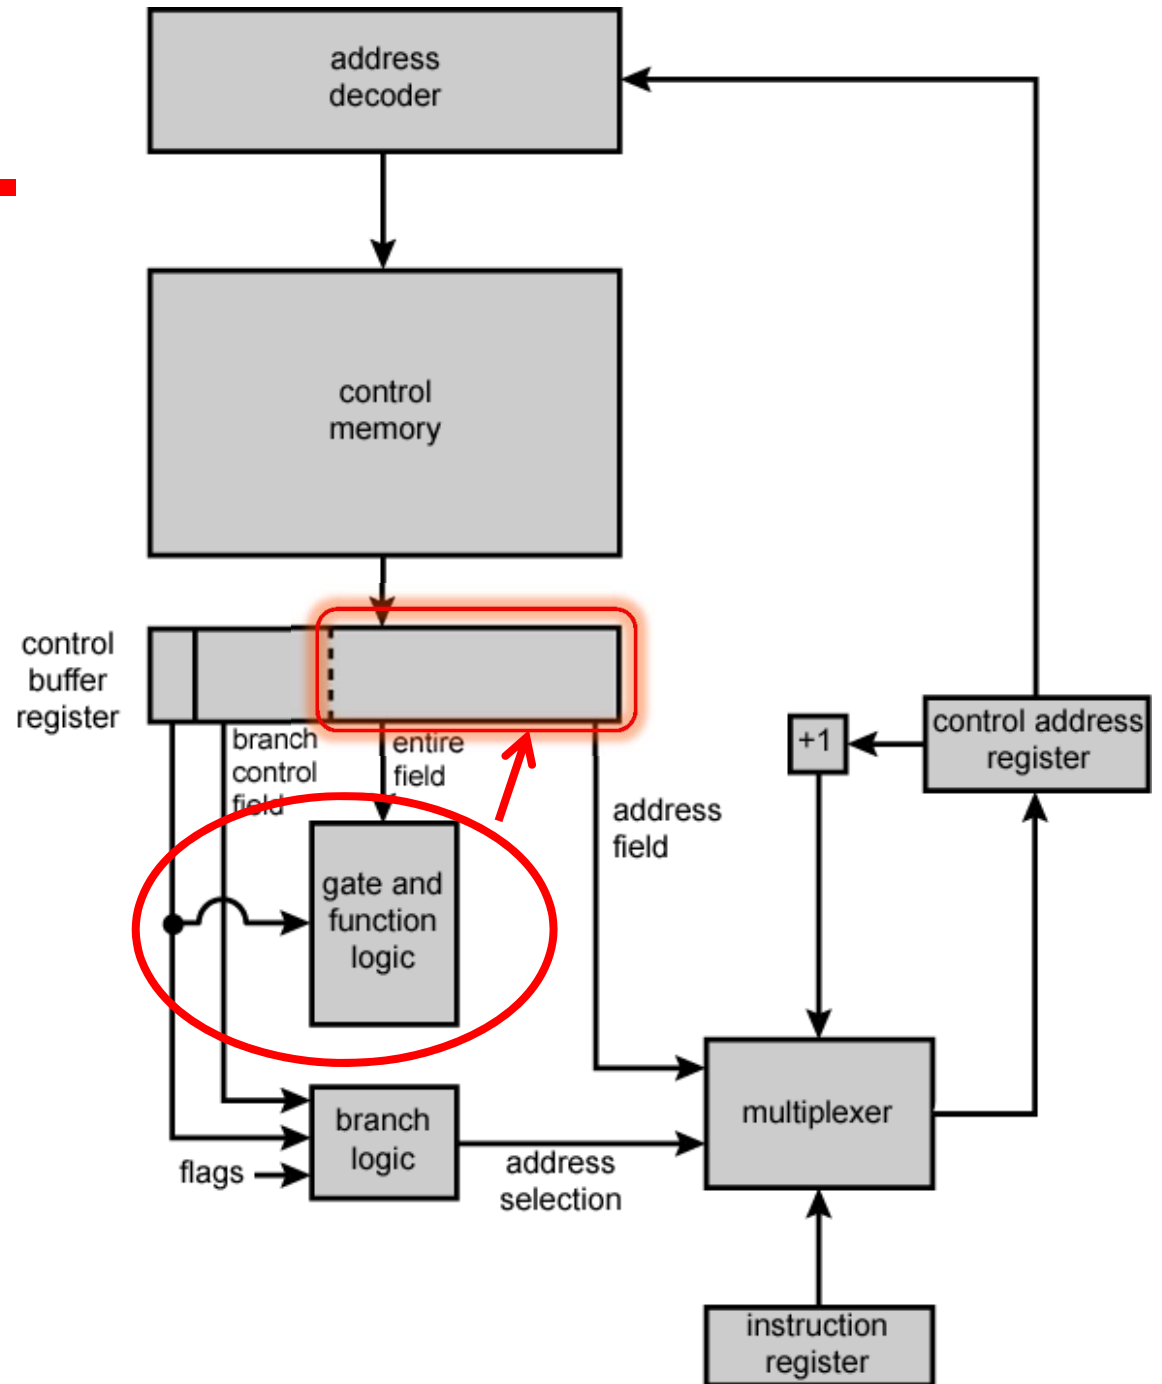 address
decoder
control
memory
control
buffer
register
branch
control
field
entire
field
address
field
+1
control address
register
gate and
function
logic
multiplexer
branch
logic
flags
address
selection
instruction
register